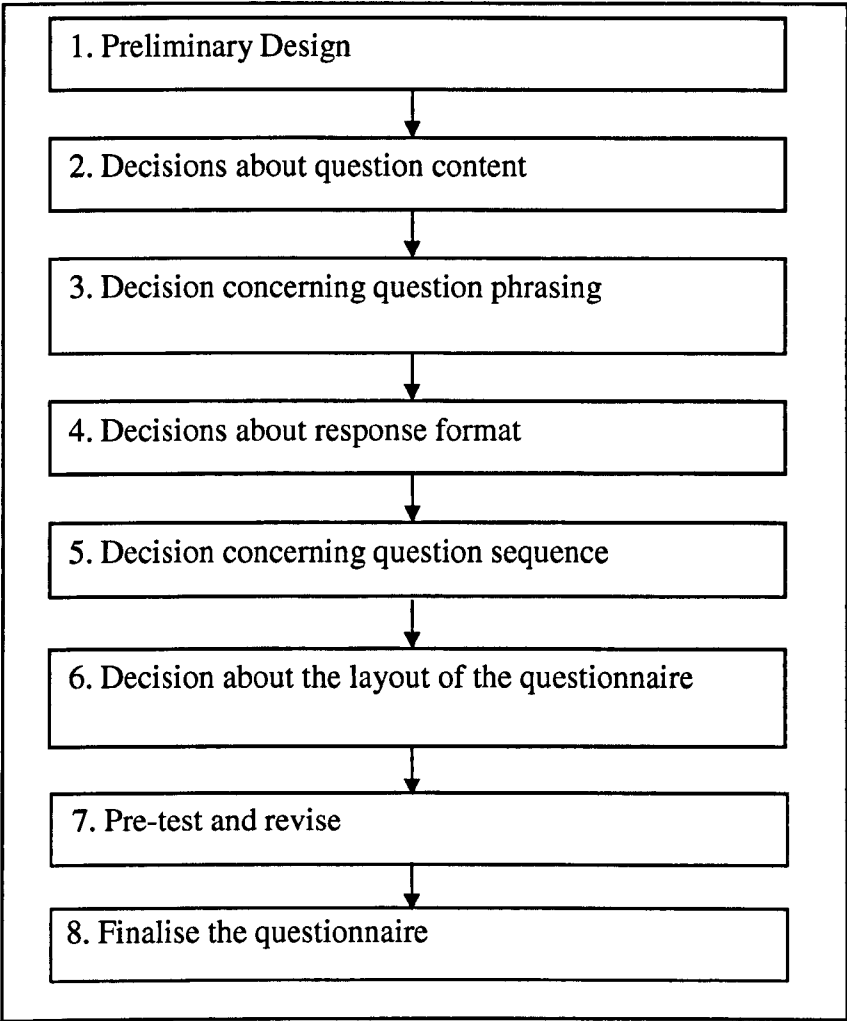 1. Preliminary Design
2. Decisions about question content
3. Decision concerning question phrasing
4. Decisions about response format
5. Decision concerning question sequence
6. Decision about the layout of the questionnaire
7. Pre-test and revise
8. Finalise the questionnaire